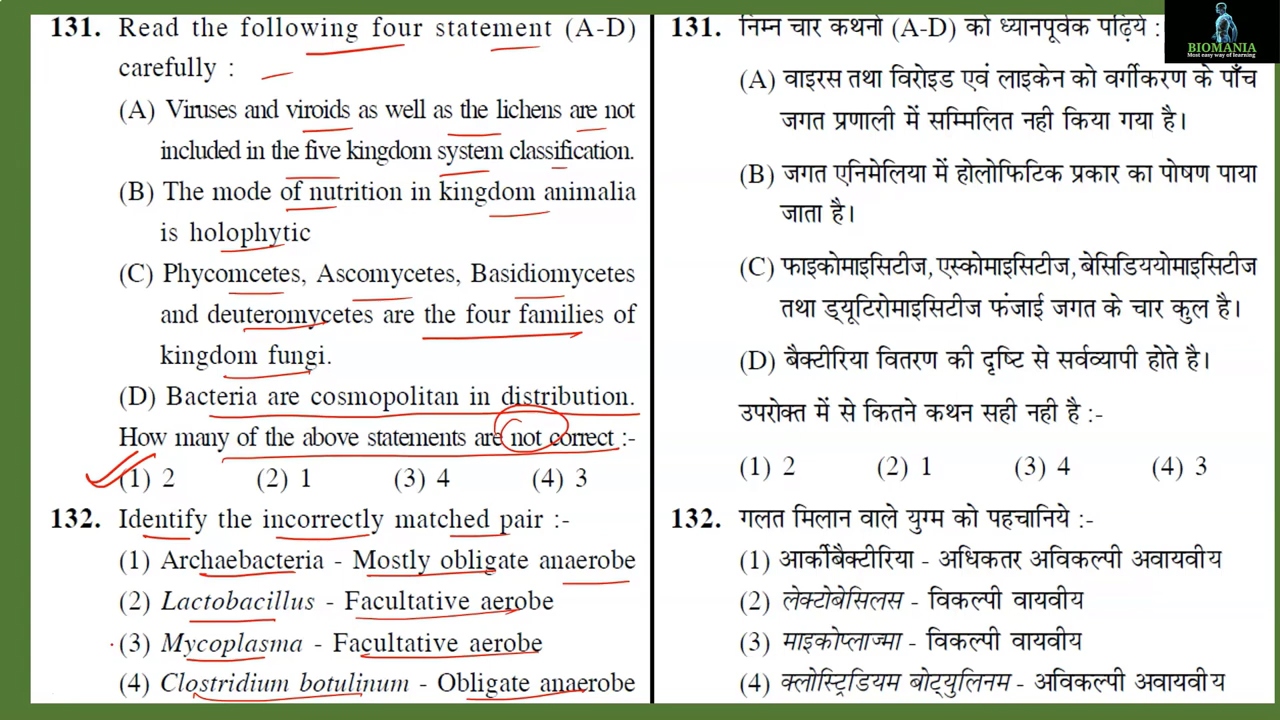 131. Read the following four statement (A-D)
carefully :
(A) Viruses and viroids as well as the lichens are not
included in the five kingdom system classification.
(B) The mode of nutrition in kingdom animalia
is holophytic
(C) Phycomcetes, Ascomycetes, Basidiomycetes
and deuteromycetes are the four families of
kingdom fungi.
(D) Bacteria are cosmopolitan in distribution.
How many of the above statements are not correct :-
(1) 2 (2) 1 (3) 4 (4) 3
132. Identify the incorrectly matched pair :-
(1) Archaebacteria - Mostly obligate anaerobe
(2) Lactobacillus - Facultative aerobe
(3) Mycoplasma - Facultative aerobe
(4) Clostridium botulinum - Obligate anaerobe
131. निम्न चार कथनो (A-D) को ध्यानपूर्वक पढ़िये :
(A) वाइरस तथा विरोइड एवं लाइकेन को वर्गीकरण के पाँच
जगत प्रणाली में सम्मिलित नही किया गया है।
(B) जगत एनिमेलिया में होलोफिटिक प्रकार का पोषण पाया
जाता है।
(C) फाइकोमाइसिटीज, एस्कोमाइसिटीज, बेसिडिययोमाइसिटीज
तथा ड्यूटिरोमाइसिटीज फंजाई जगत के चार कुल है।
(D) बैक्टीरिया वितरण की दृष्टि से सर्वव्यापी होते है।
उपरोक्त में से कितने कथन सही नही है :-
(1) 2 (2) 1 (3) 4 (4) 3
132. गलत मिलान वाले युग्म को पहचानिये :-
(1) आर्कीबैक्टीरिया - अधिकतर अविकल्पी अवायवीय
(2) लेक्टोबेसिलस - विकल्पी वायवीय
(3) माइकोप्लाज्मा - विकल्पी वायवीय
(4) क्लोस्ट्रिडियम बोट्युलिनम - अविकल्पी अवायवीय
BIOMANIA
Most easy way of learning